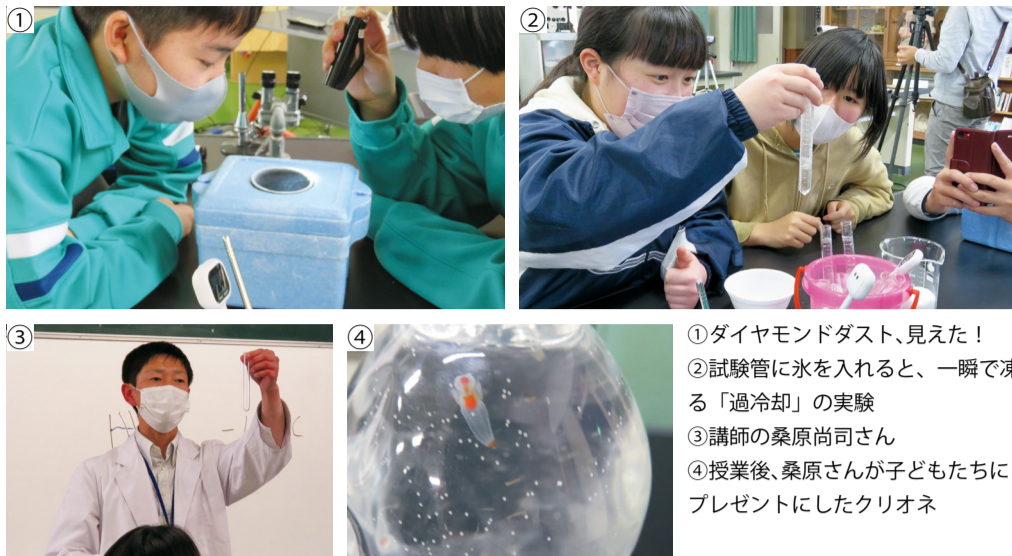 ①
②
③
④
①ダイヤモンドダスト、見えた！
②試験管に氷を入れると、一瞬で凍
る「過冷却」の実験
③講師の桑原尚司さん
④授業後、桑原さんが子どもたちに
プレゼントにしたクリオネ